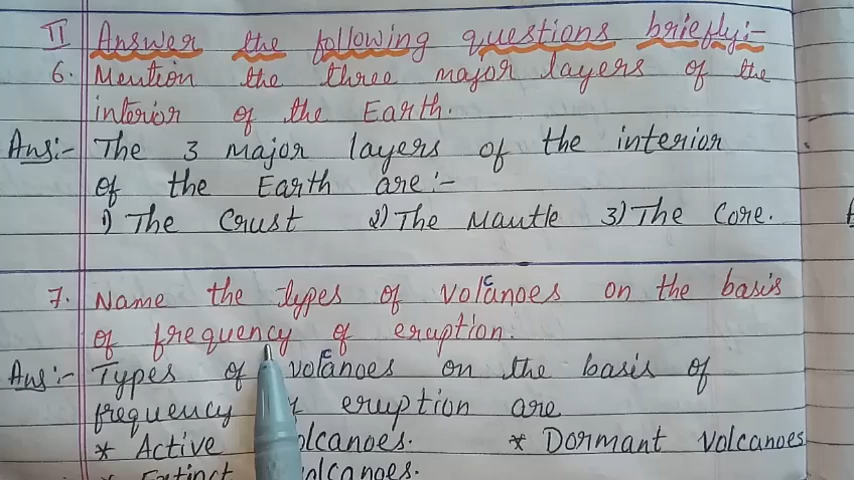 II Answer the following questions briefly:-
6. Mention the three major layers of the
interior of the Earth.
Ans:- The 3 major layers of the interior
of the Earth are:-
1) The Crust 2) The Mantle 3) The Core.
7. Name the types of volcanoes on the basis
of frequency of eruption.
Ans:- Types of volcanoes on the basis of
frequency eruption are
* Active olcanoes. * Dormant Volcanoes
* Extinct olcanoes.